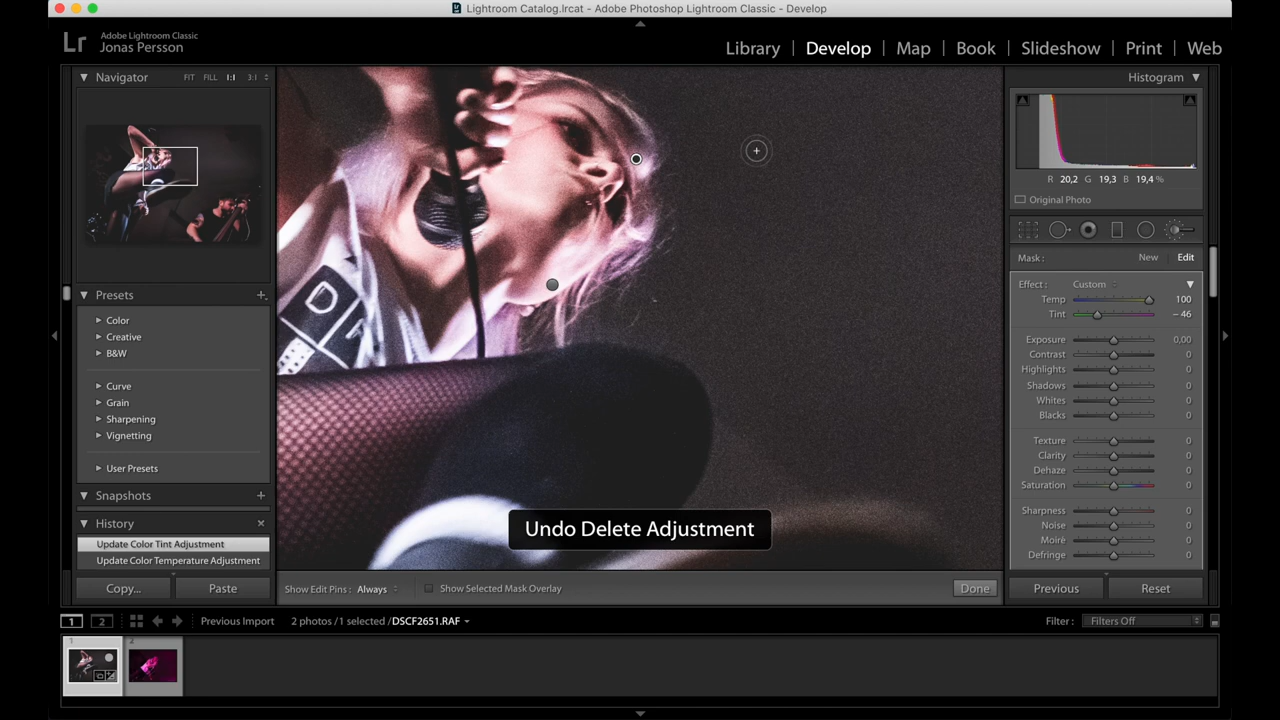 Lightroom Catalog.lrcat - Adobe Photoshop Lightroom Classic - Develop
Lr
Adobe Lightroom Classic
Jonas Persson
Library | Develop | Map | Book | Slideshow | Print | Web
Navigator FIT FILL 1:1 3:1
Presets
Color
Creative
B&W
Curve
Grain
Sharpening
Vignetting
User Presets
Snapshots
History
Update Color Tint Adjustment
Update Color Temperature Adjustment
Copy... Paste
D
Undo Delete Adjustment
Show Edit Pins: Always Show Selected Mask Overlay Done
Histogram
R 20,2 G 19,3 B 19,4 %
Original Photo
Mask : New Edit
Effect : Custom
Temp 100
Tint – 46
Exposure 0,00
Contrast 0
Highlights 0
Shadows 0
Whites 0
Blacks 0
Texture 0
Clarity 0
Dehaze 0
Saturation 0
Sharpness 0
Noise 0
Moiré 0
Defringe 0
Previous Reset
1 2 Previous Import 2 photos / 1 selected / DSCF2651.RAF Filter : Filters Off
1 2